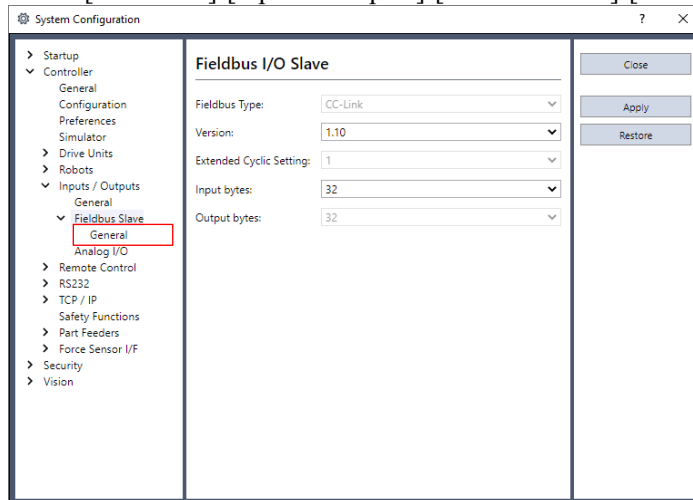 System Configuration
? ×
Startup
Controller
General
Configuration
Preferences
Simulator
Drive Units
Robots
Inputs / Outputs
General
Fieldbus Slave
General
Analog I/O
Remote Control
RS232
TCP / IP
Safety Functions
Part Feeders
Force Sensor I/F
Security
Vision
Fieldbus I/O Slave
Fieldbus Type: CC-Link
Version: 1.10
Extended Cyclic Setting: 1
Input bytes: 32
Output bytes: 32
Close
Apply
Restore